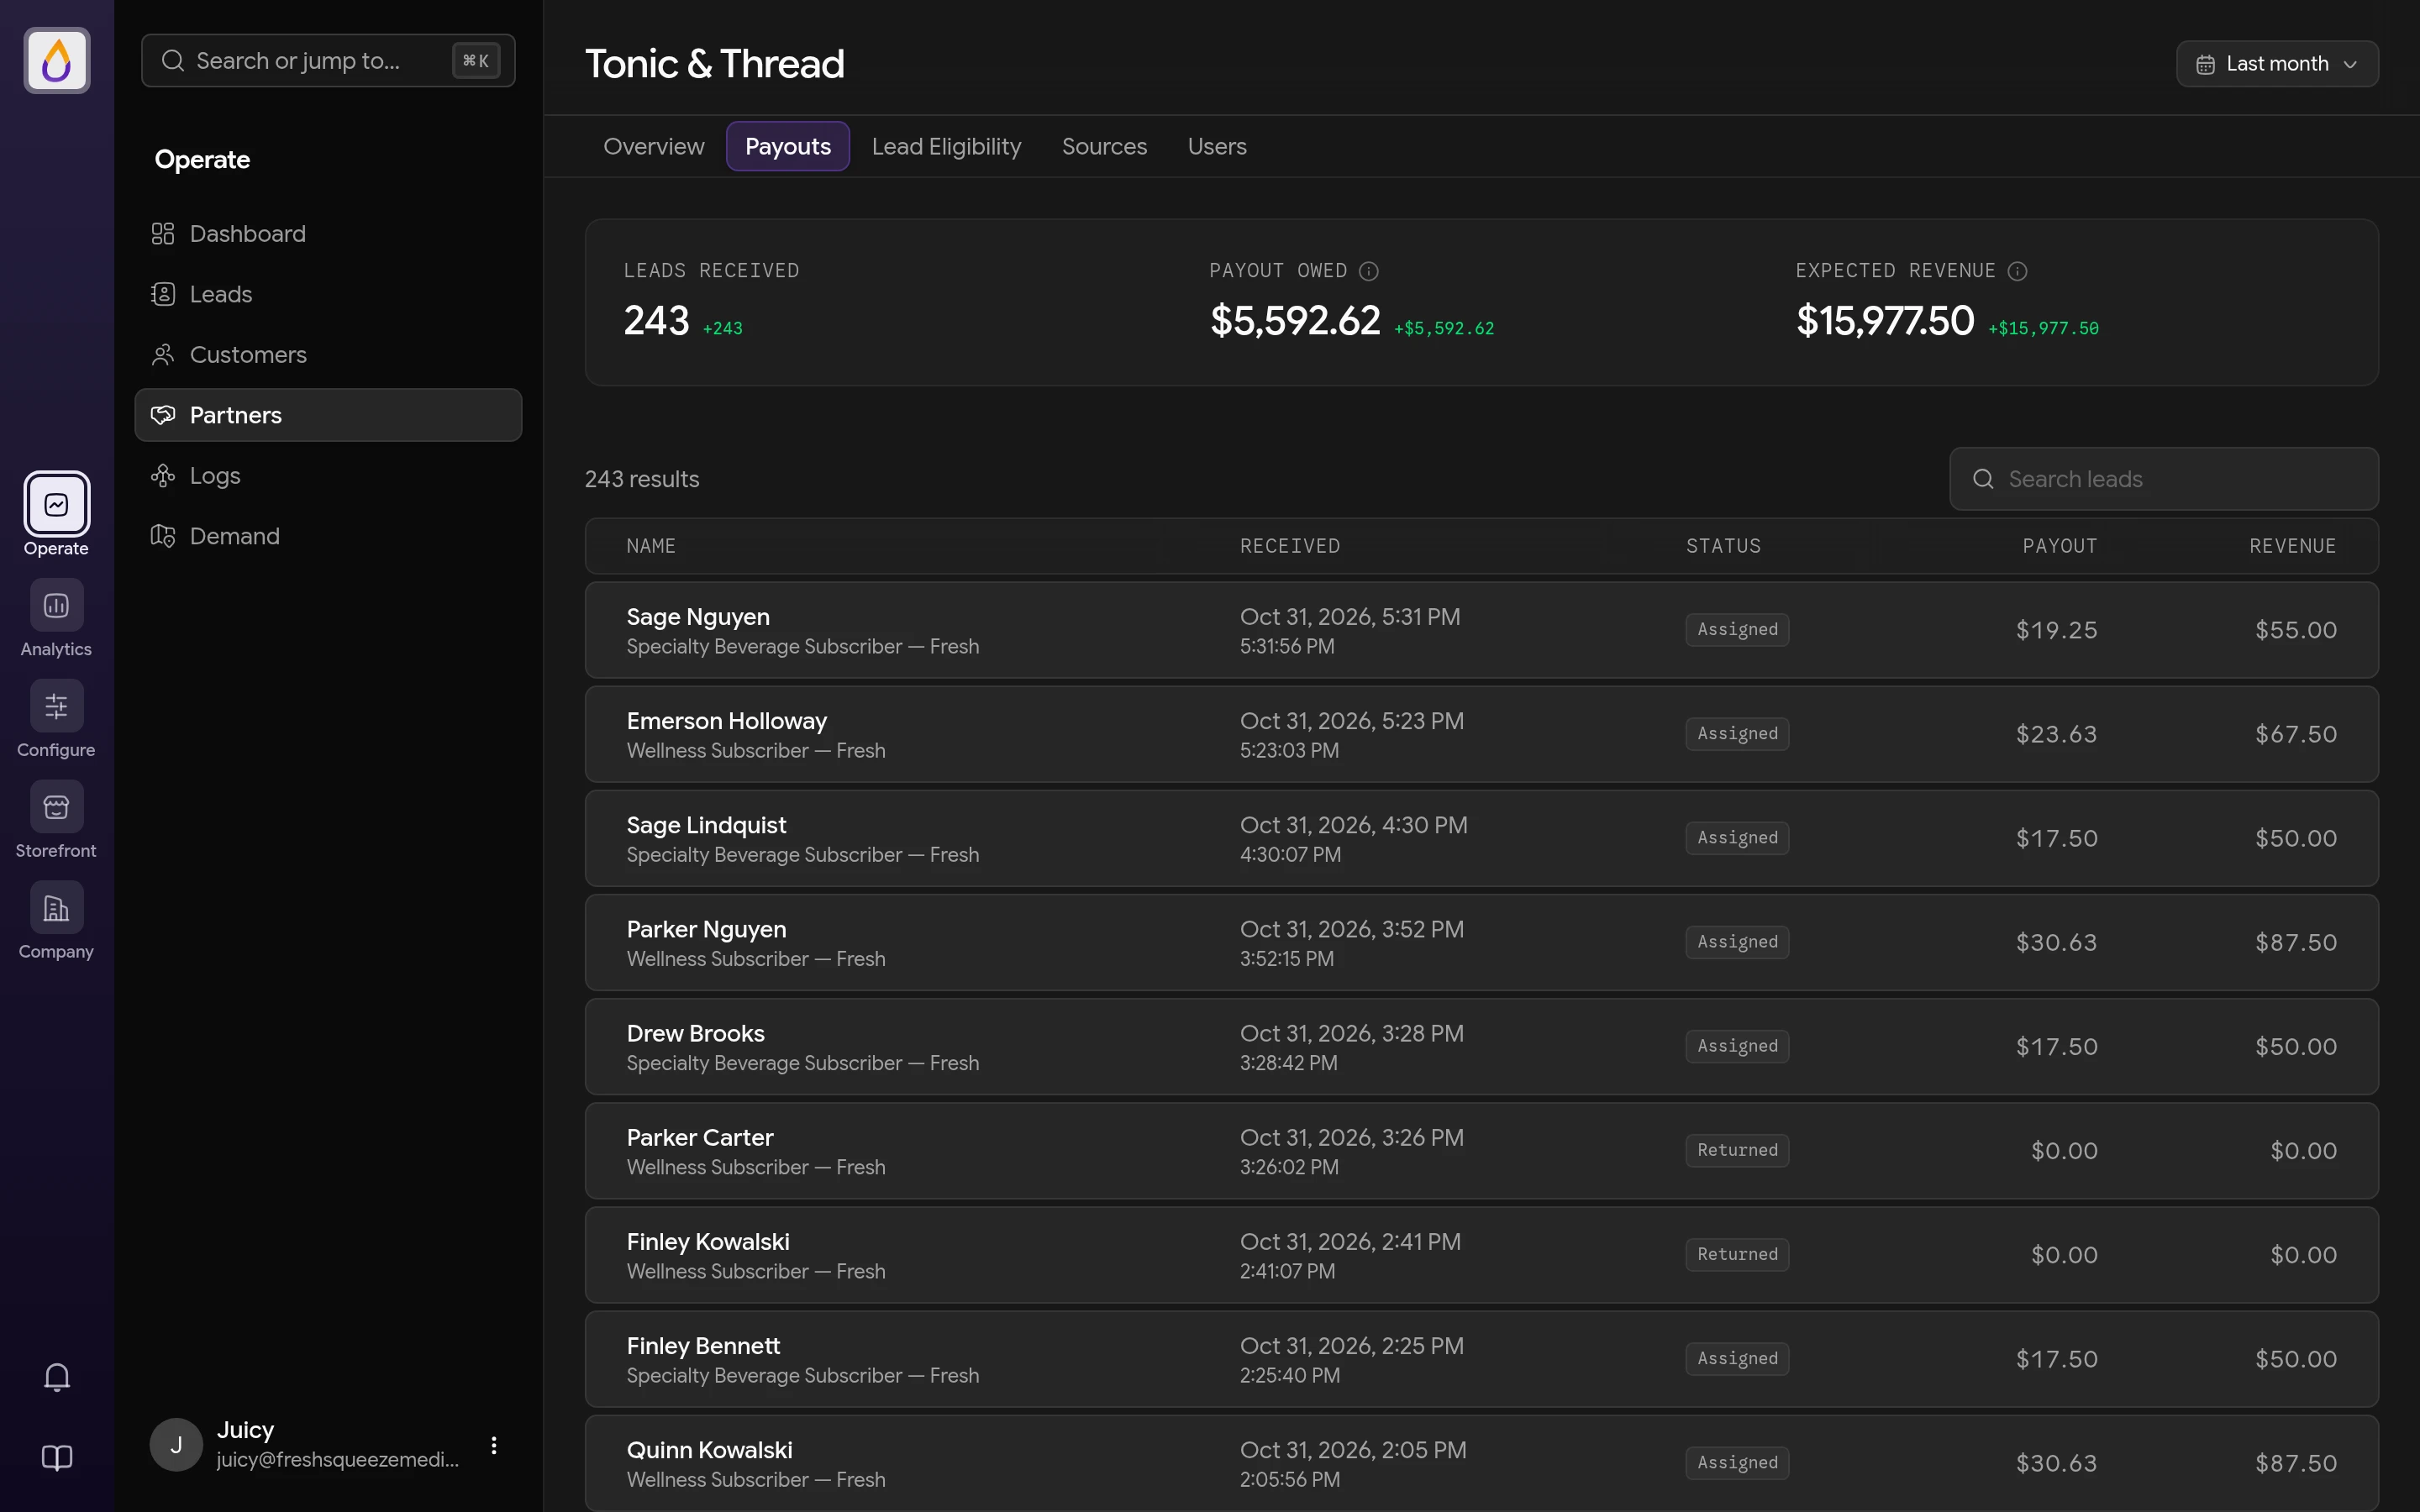 Search or jump to...
⌘K
Operate
Dashboard
Leads
Customers
Partners
Logs
Demand
Operate
Analytics
Configure
Storefront
Company
J
Juicy
juicy@freshsqueezemedi...
Tonic & Thread
Last month
Overview
Payouts
Lead Eligibility
Sources
Users
LEADS RECEIVED
243 +243
PAYOUT OWED
$5,592.62 +$5,592.62
EXPECTED REVENUE
$15,977.50 +$15,977.50
243 results
Search leads
NAME RECEIVED STATUS PAYOUT REVENUE
Sage Nguyen
Specialty Beverage Subscriber — Fresh
Oct 31, 2026, 5:31 PM
5:31:56 PM
Assigned
$19.25
$55.00
Emerson Holloway
Wellness Subscriber — Fresh
Oct 31, 2026, 5:23 PM
5:23:03 PM
Assigned
$23.63
$67.50
Sage Lindquist
Specialty Beverage Subscriber — Fresh
Oct 31, 2026, 4:30 PM
4:30:07 PM
Assigned
$17.50
$50.00
Parker Nguyen
Wellness Subscriber — Fresh
Oct 31, 2026, 3:52 PM
3:52:15 PM
Assigned
$30.63
$87.50
Drew Brooks
Specialty Beverage Subscriber — Fresh
Oct 31, 2026, 3:28 PM
3:28:42 PM
Assigned
$17.50
$50.00
Parker Carter
Wellness Subscriber — Fresh
Oct 31, 2026, 3:26 PM
3:26:02 PM
Returned
$0.00
$0.00
Finley Kowalski
Wellness Subscriber — Fresh
Oct 31, 2026, 2:41 PM
2:41:07 PM
Returned
$0.00
$0.00
Finley Bennett
Specialty Beverage Subscriber — Fresh
Oct 31, 2026, 2:25 PM
2:25:40 PM
Assigned
$17.50
$50.00
Quinn Kowalski
Wellness Subscriber — Fresh
Oct 31, 2026, 2:05 PM
2:05:56 PM
Assigned
$30.63
$87.50